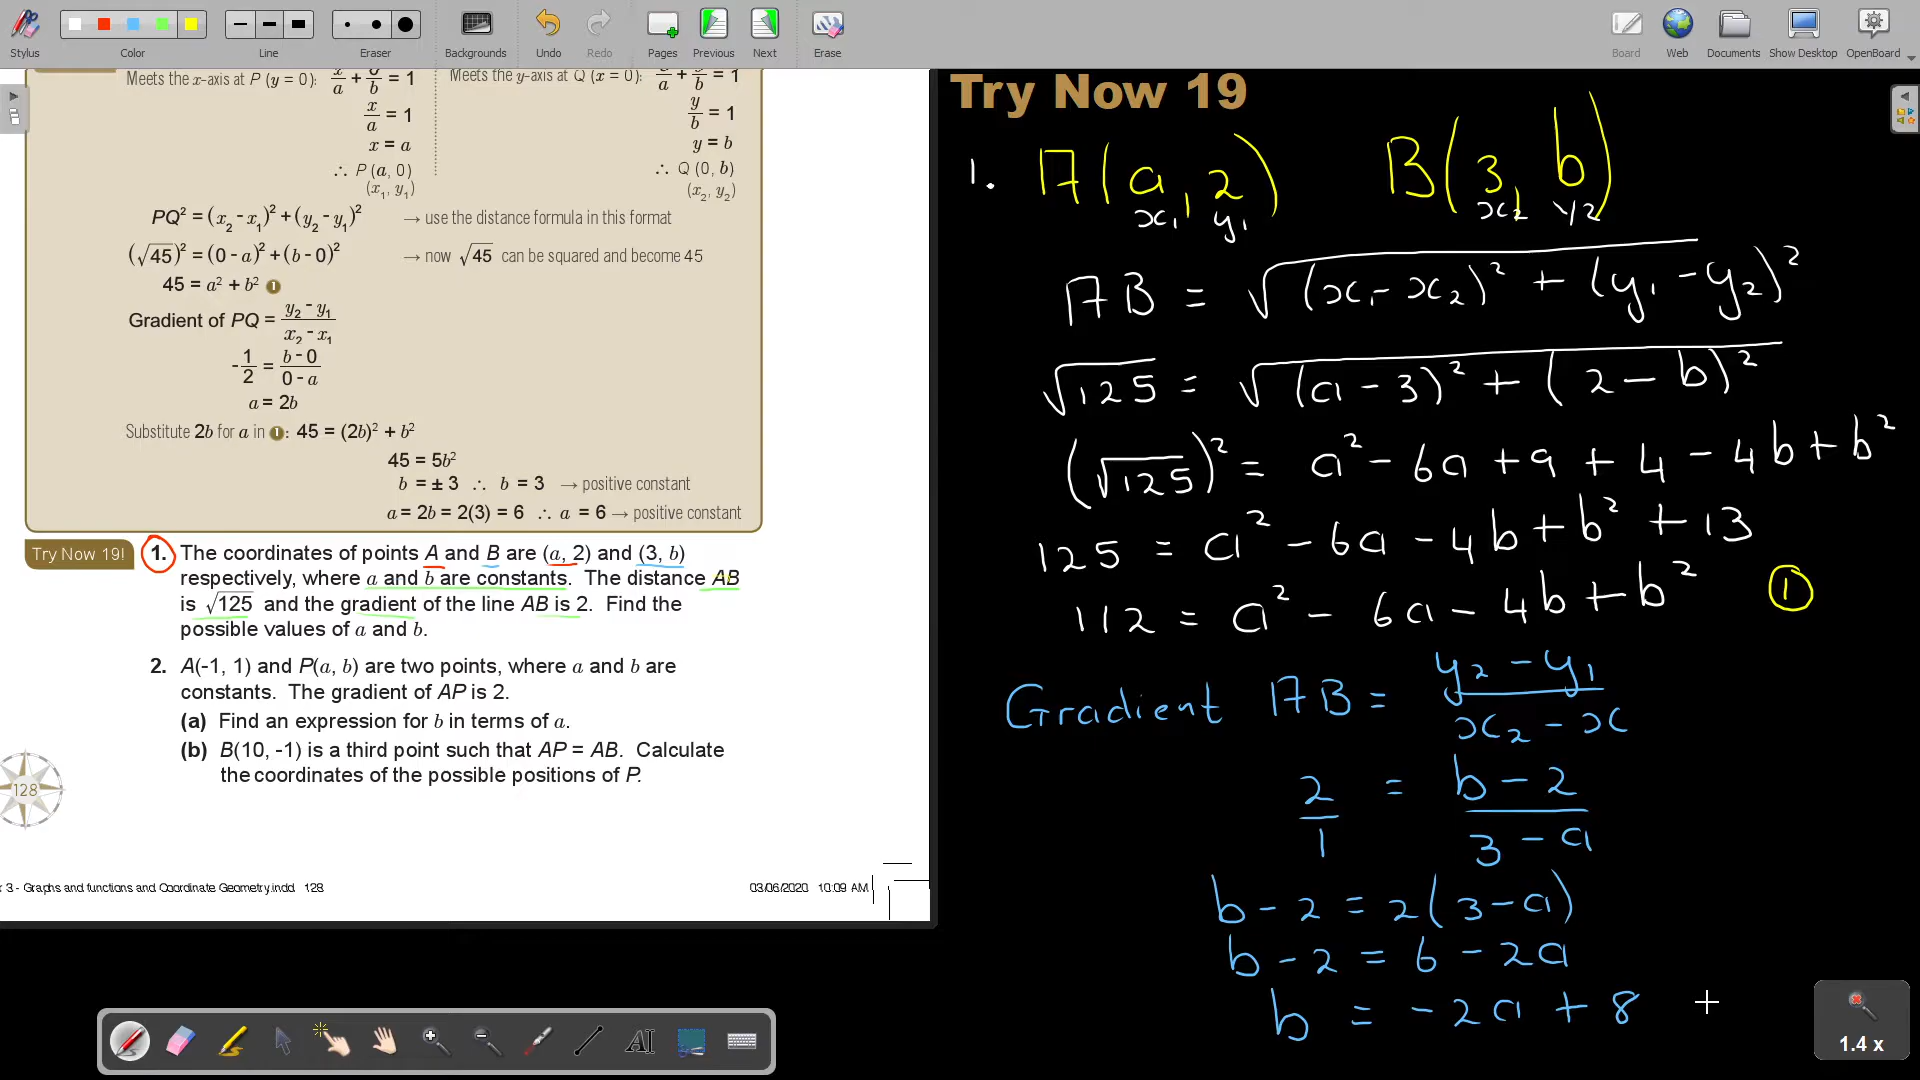 Stylus Color Line Eraser Backgrounds Undo Redo Pages Previous Next Erase Board Web Documents Show Desktop OpenBoard
Meets the x-axis at P (y = 0): x/a + 0/b = 1
x/a = 1
x = a
∴ P (a, 0)
(x₁, y₁)
Meets the y-axis at Q (x = 0): /a + y/b = 1
y/b = 1
y = b
∴ Q (0, b)
(x₂, y₂)
PQ² = (x₂ - x₁)² + (y₂ - y₁)² → use the distance formula in this format
(√45)² = (0 - a)² + (b - 0)² → now √45 can be squared and become 45
45 = a² + b² 1
Gradient of PQ = y₂ - y₁ / x₂ - x₁
-1/2 = b - 0 / 0 - a
a = 2b
Substitute 2b for a in 1: 45 = (2b)² + b²
45 = 5b²
b = ± 3 ∴ b = 3 → positive constant
a = 2b = 2(3) = 6 ∴ a = 6 → positive constant
Try Now 19!
1. The coordinates of points A and B are (a, 2) and (3, b)
respectively, where a and b are constants. The distance AB
is √125 and the gradient of the line AB is 2. Find the
possible values of a and b.
2. A(-1, 1) and P(a, b) are two points, where a and b are
constants. The gradient of AP is 2.
(a) Find an expression for b in terms of a.
(b) B(10, -1) is a third point such that AP = AB. Calculate
the coordinates of the possible positions of P.
128
r 3 - Graphs and functions and Coordinate Geometry.indd 128
03/06/2020 10:09 AM
Try Now 19
1. A(a, 2) B(3, b)
x₁, y₁ x₂ y₂
AB = √(x₁ - x₂)² + (y₁ - y₂)²
√125 = √(a - 3)² + (2 - b)²
(√125)² = a² - 6a + 9 + 4 - 4b + b²
125 = a² - 6a - 4b + b² + 13
112 = a² - 6a - 4b + b² 1
Gradient AB = y₂ - y₁ / x₂ - x
2/1 = b - 2 / 3 - a
b - 2 = 2(3 - a)
b - 2 = 6 - 2a
b = -2a + 8
1.4 x